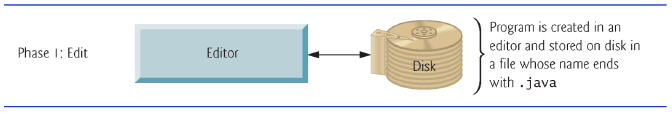 Phase 1: Edit
Editor
Disk
Program is created in an
editor and stored on disk in
a file whose name ends
with .java